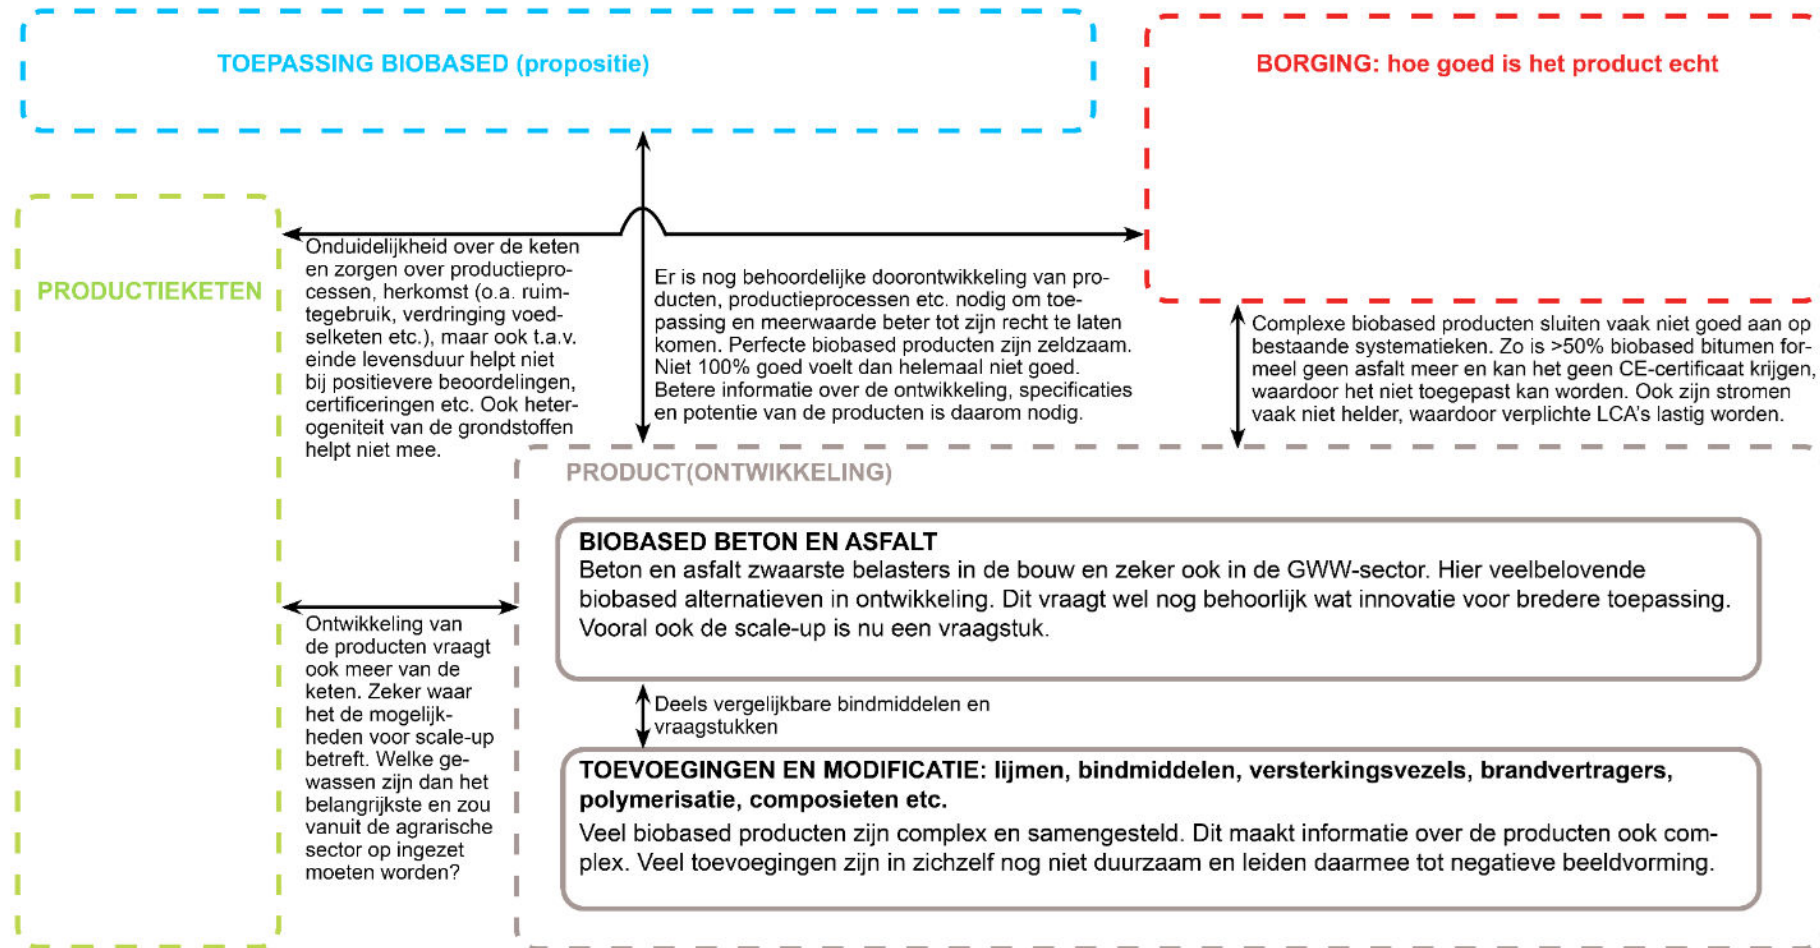 TOEPASSING BIOBASED (propositie)
BORGING: hoe goed is het product echt
PRODUCTIEKETEN
Onduidelijkheid over de keten
en zorgen over productiepro-
cessen, herkomst (o.a. ruim-
tegebruik, verdringing voed-
selketen etc.), maar ook t.a.v.
einde levensduur helpt niet
bij positievere beoordelingen,
certificeringen etc. Ook heter-
ogeniteit van de grondstoffen
helpt niet mee.
Er is nog behoordelijke doorontwikkeling van pro-
ducten, productieprocessen etc. nodig om toe-
passing en meerwaarde beter tot zijn recht te laten
komen. Perfecte biobased producten zijn zeldzaam.
Niet 100% goed voelt dan helemaal niet goed.
Betere informatie over de ontwikkeling, specificaties
en potentie van de producten is daarom nodig.
Complexe biobased producten sluiten vaak niet goed aan op
bestaande systematieken. Zo is >50% biobased bitumen for-
meel geen asfalt meer en kan het geen CE-certificaat krijgen,
waardoor het niet toegepast kan worden. Ook zijn stromen
vaak niet helder, waardoor verplichte LCA's lastig worden.
PRODUCT(ONTWIKKELING)
BIOBASED BETON EN ASFALT
Beton en asfalt zwaarste belasters in de bouw en zeker ook in de GWW-sector. Hier veelbelovende
biobased alternatieven in ontwikkeling. Dit vraagt wel nog behoorlijk wat innovatie voor bredere toepassing.
Vooral ook de scale-up is nu een vraagstuk.
Ontwikkeling van
de producten vraagt
ook meer van de
keten. Zeker waar
het de mogelijk-
heden voor scale-up
betreft. Welke ge-
wassen zijn dan het
belangrijkste en zou
vanuit de agrarische
sector op ingezet
moeten worden?
Deels vergelijkbare bindmiddelen en
vraagstukken
TOEVOEGINGEN EN MODIFICATIE: lijmen, bindmiddelen, versterkingsvezels, brandvertragers,
polymerisatie, composieten etc.
Veel biobased producten zijn complex en samengesteld. Dit maakt informatie over de producten ook com-
plex. Veel toevoegingen zijn in zichzelf nog niet duurzaam en leiden daarmee tot negatieve beeldvorming.